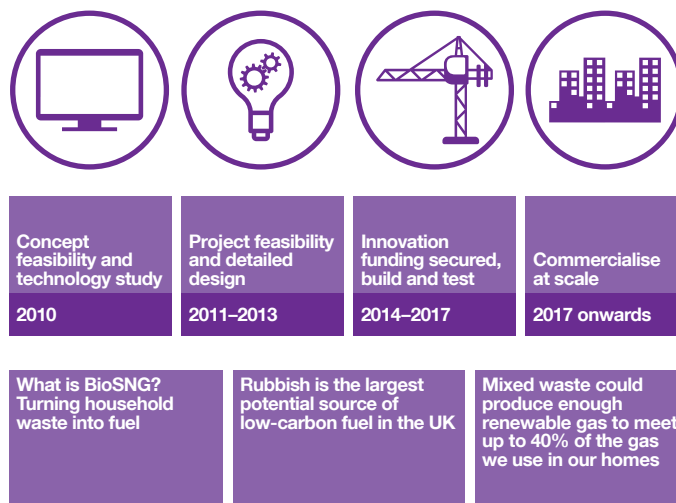 Concept
feasibility and
technology study
2010
Project feasibility
and detailed
design
2011–2013
Innovation
funding secured,
build and test
2014–2017
Commercialise
at scale
2017 onwards
What is BioSNG?
Turning household
waste into fuel
Rubbish is the largest
potential source of
low-carbon fuel in the UK
Mixed waste could
produce enough
renewable gas to meet
up to 40% of the gas
we use in our homes